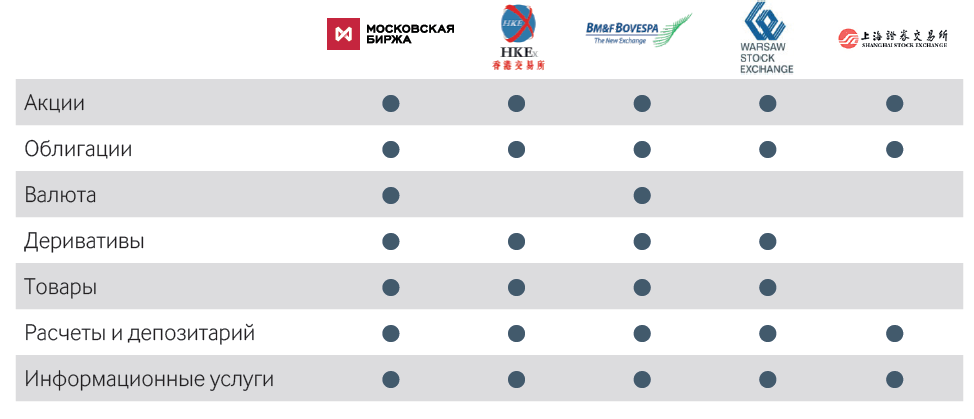 МОСКОВСКАЯ
БИРЖА
HKEx
香港交易所
BM&FBOVESPA
The New Exchange
WARSAW
STOCK
EXCHANGE
上海證券交易所
SHANGHAI STOCK EXCHANGE
Акции
Облигации
Валюта
Деривативы
Товары
Расчеты и депозитарий
Информационные услуги